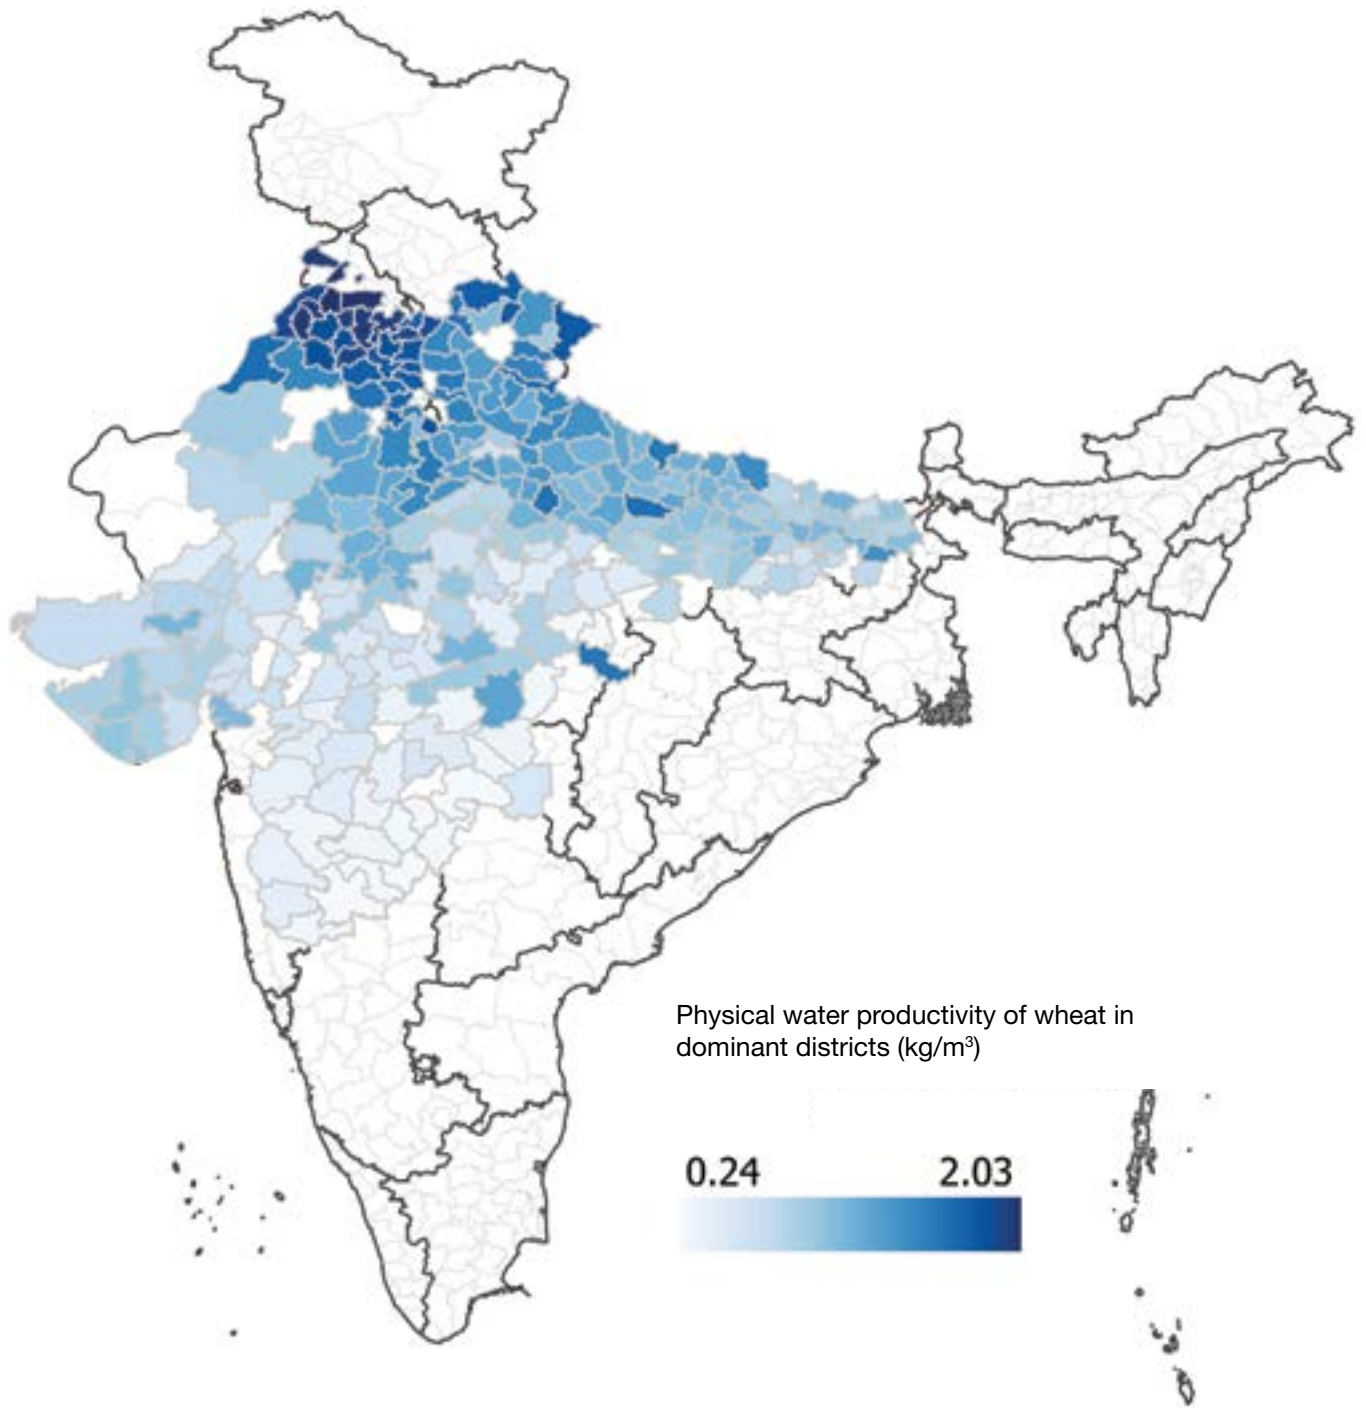 Physical water productivity of wheat in
dominant districts (kg/m³)
0.24 2.03